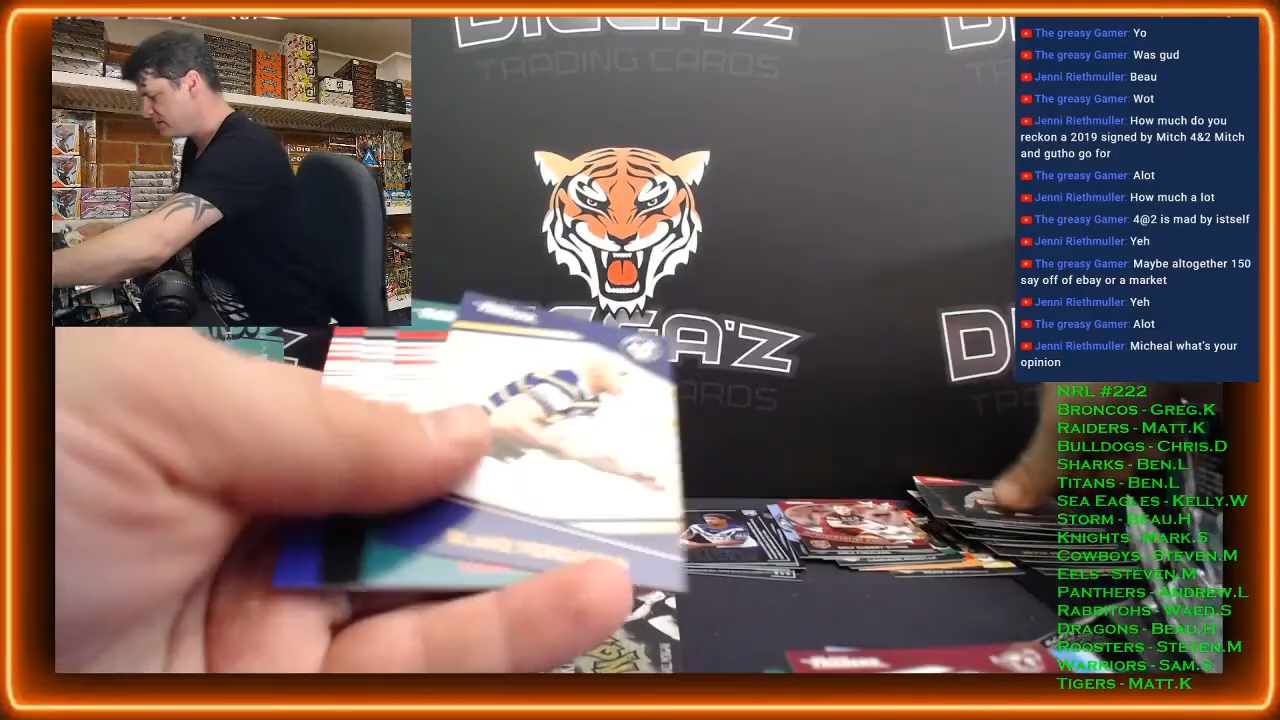 DIGGA'Z
TRADING CARDS
The greasy Gamer: Yo
The greasy Gamer: Was gud
Jenni Riethmuller: Beau
The greasy Gamer: Wot
Jenni Riethmuller: How much do you
reckon a 2019 signed by Mitch 4&2 Mitch
and gutho go for
The greasy Gamer: Alot
Jenni Riethmuller: How much a lot
The greasy Gamer: 4@2 is mad by istself
Jenni Riethmuller: Yeh
The greasy Gamer: Maybe altogether 150
say off of ebay or a market
Jenni Riethmuller: Yeh
The greasy Gamer: Alot
Jenni Riethmuller: Micheal what's your
opinion
NRL #222
Broncos - Greg.K
Raiders - Matt.K
Bulldogs - Chris.D
Sharks - Ben.L
Titans - Ben.L
Sea Eagles - Kelly.W
Storm - Beau.H
Knights - Mark.S
Cowboys - Steven.M
Eels - Steven.M
Panthers - Andrew.L
Rabbitohs - Waed.S
Dragons - Beau.H
Roosters - Steven.M
Warriors - Sam.S
Tigers - Matt.K